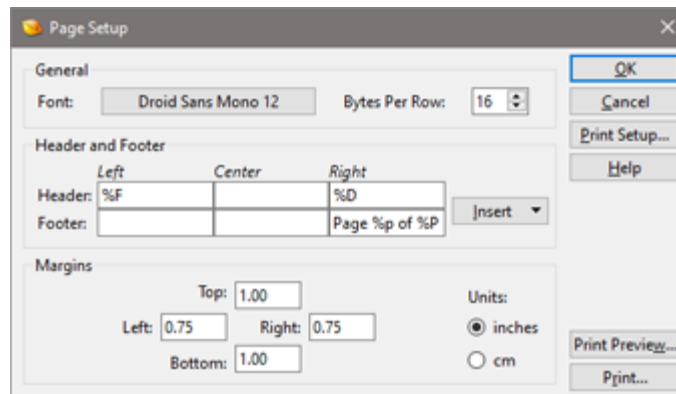 Page Setup
General
OK
Font: Droid Sans Mono 12 Bytes Per Row: 16
Cancel
Print Setup...
Header and Footer
Help
Left Center Right
Header: %F %D
Insert
Footer: Page %p of %P
Margins
Top: 1.00
Units:
Left: 0.75 Right: 0.75
inches
Bottom: 1.00
cm
Print Preview...
Print...